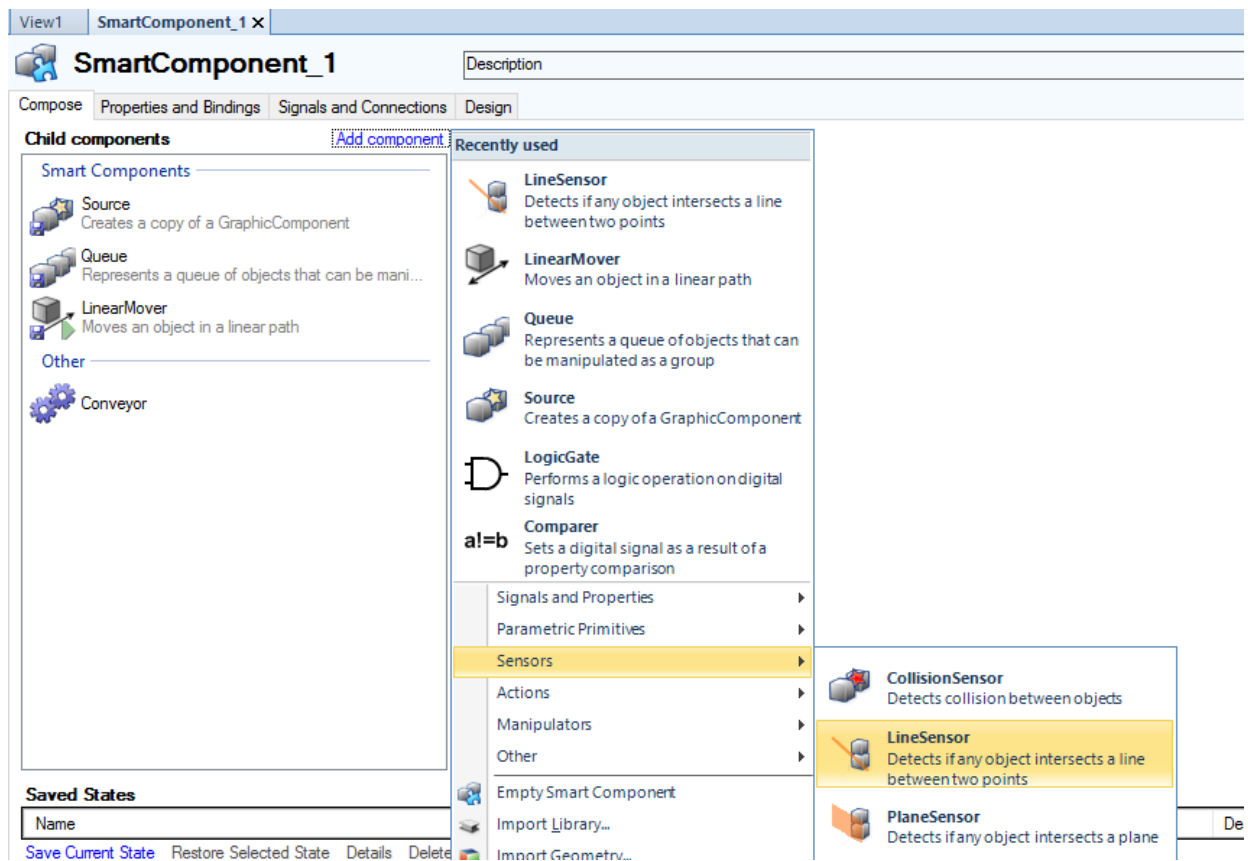 View1 SmartComponent_1 X
SmartComponent_1 Description
Compose Properties and Bindings Signals and Connections Design
Child components Add component
Smart Components
Source
Creates a copy of a GraphicComponent
Queue
Represents a queue of objects that can be mani...
LinearMover
Moves an object in a linear path
Other
Conveyor
Recently used
LineSensor
Detects if any object intersects a line
between two points
LinearMover
Moves an object in a linear path
Queue
Represents a queue of objects that can
be manipulated as a group
Source
Creates a copy of a GraphicComponent
LogicGate
Performs a logic operation on digital
signals
a!=b
Comparer
Sets a digital signal as a result of a
property comparison
Signals and Properties
Parametric Primitives
Sensors
Actions
Manipulators
Other
Empty Smart Component
Import Library...
Import Geometry...
CollisionSensor
Detects collision between objects
LineSensor
Detects if any object intersects a line
between two points
PlaneSensor
Detects if any object intersects a plane
Saved States
Name De
Save Current State Restore Selected State Details Delete